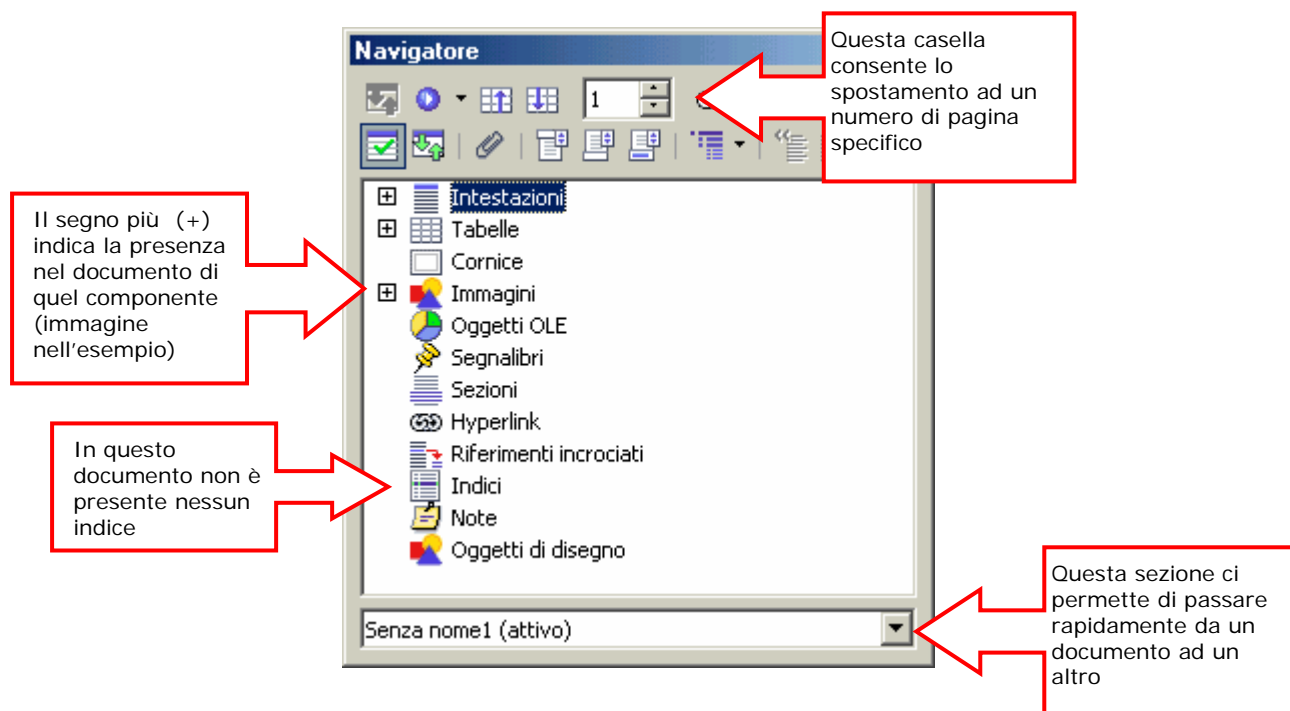 Navigatore
1
Questa casella
consente lo
spostamento ad un
numero di pagina
specifico
Il segno più (+)
indica la presenza
nel documento di
quel componente
(immagine
nell'esempio)
Intestazioni
Tabelle
Cornice
Immagini
Oggetti OLE
Segnalibri
Sezioni
Hyperlink
Riferimenti incrociati
Indici
Note
Oggetti di disegno
In questo
documento non è
presente nessun
indice
Senza nome1 (attivo)
Questa sezione ci
permette di passare
rapidamente da un
documento ad un
altro